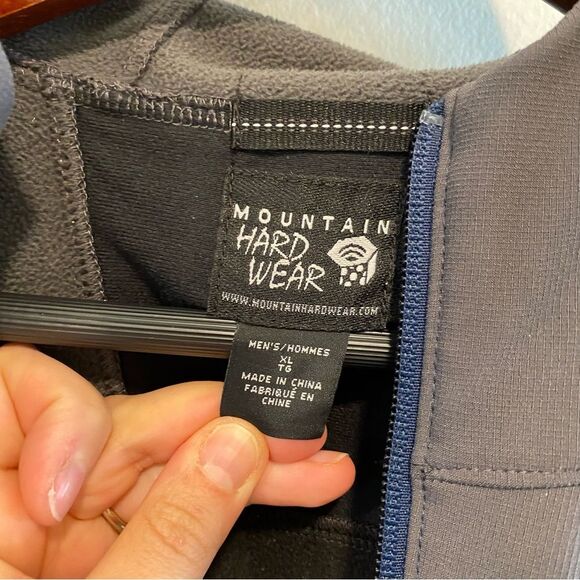 MOUNTAIN
HARD
WEAR
WWW.MOUNTAINHARDWEAR.COM
MEN'S/HOMMES
XL
TG
MADE IN CHINA
FABRIQUÉ EN
CHINE